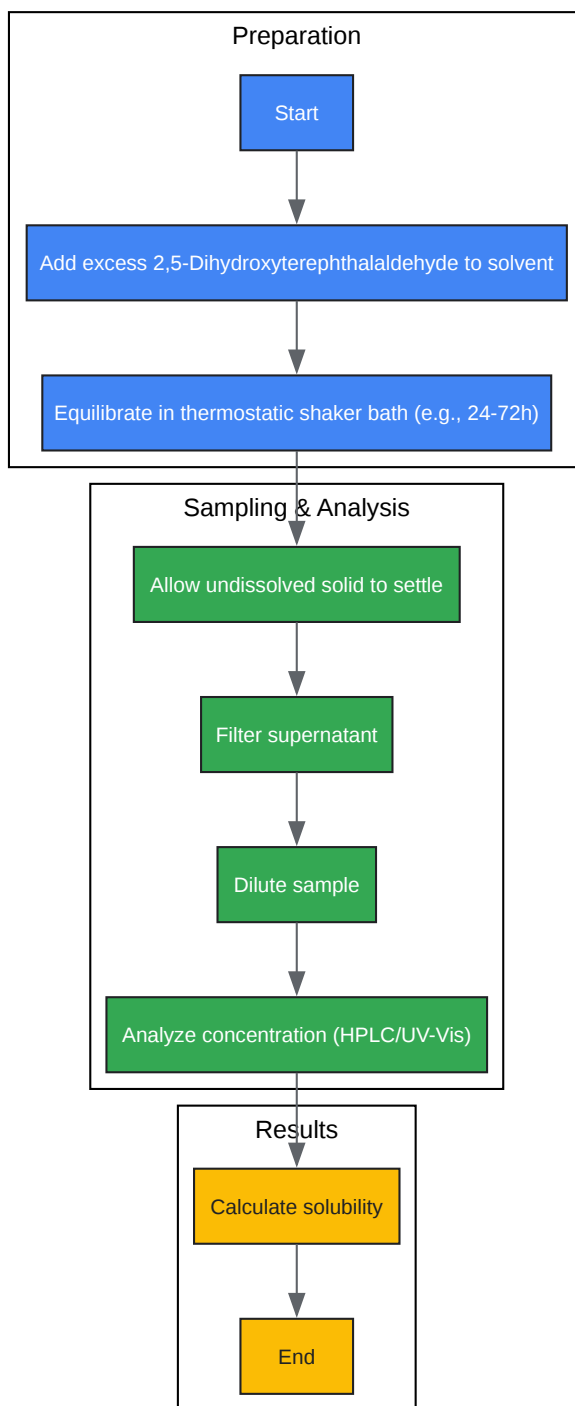 Preparation
Start
Add excess 2,5-Dihydroxyterephthalaldehyde to solvent
Equilibrate in thermostatic shaker bath (e.g., 24-72h)
Sampling & Analysis
Allow undissolved solid to settle
Filter supernatant
Dilute sample
Analyze concentration (HPLC/UV-Vis)
Results
Calculate solubility
End